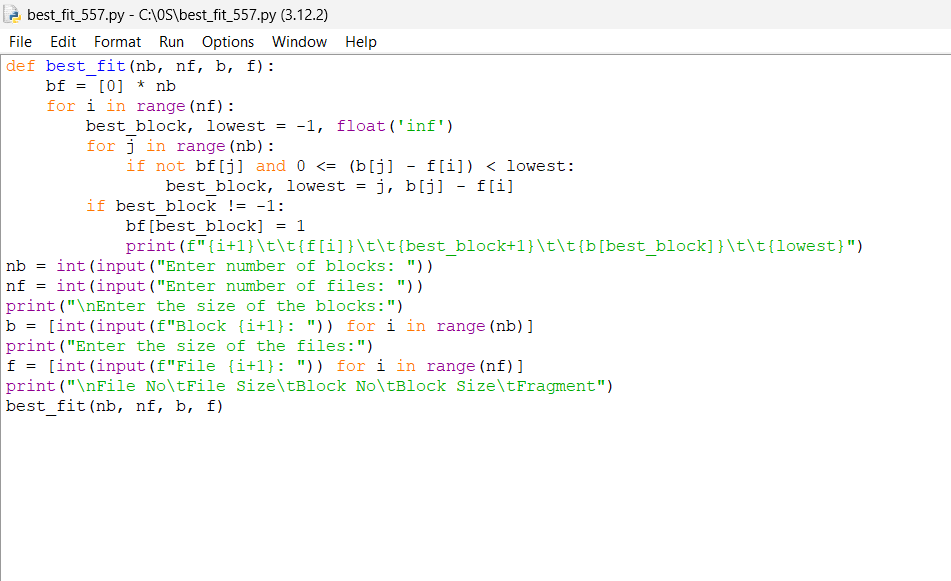 best_fit_557.py - C:\0S\best_fit_557.py (3.12.2)
File Edit Format Run Options Window Help
def best_fit(nb, nf, b, f):
    bf = [0] * nb
    for i in range(nf):
        best_block, lowest = -1, float('inf')
        for j in range(nb):
            if not bf[j] and 0 <= (b[j] - f[i]) < lowest:
                best_block, lowest = j, b[j] - f[i]
        if best_block != -1:
            bf[best_block] = 1
            print(f"{i+1}\t\t{f[i]}\t\t{best_block+1}\t\t{b[best_block]}\t\t{lowest}")
nb = int(input("Enter number of blocks: "))
nf = int(input("Enter number of files: "))
print("\nEnter the size of the blocks:")
b = [int(input(f"Block {i+1}: ")) for i in range(nb)]
print("Enter the size of the files:")
f = [int(input(f"File {i+1}: ")) for i in range(nf)]
print("\nFile No\tFile Size\tBlock No\tBlock Size\tFragment")
best_fit(nb, nf, b, f)